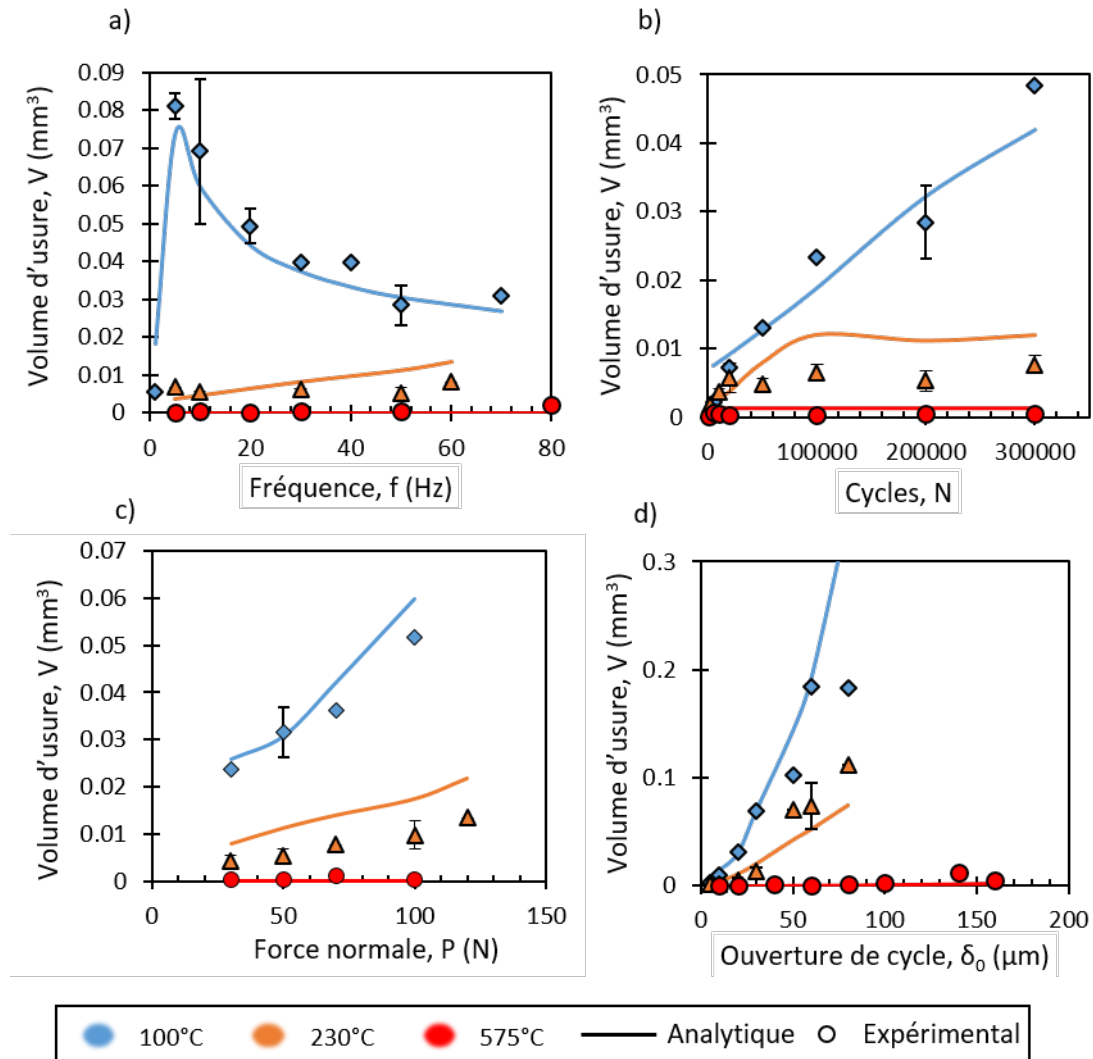 a)
0.09
0.08
0.07
0.06
0.05
0.04
0.03
0.02
0.01
0
Volume d'usure, V (mm³)
0 20 40 60 80
Fréquence, f (Hz)
b)
0.05
0.04
0.03
0.02
0.01
0
Volume d'usure, V (mm³)
0 100000 200000 300000
Cycles, N
c)
0.07
0.06
0.05
0.04
0.03
0.02
0.01
0
Volume d'usure, V (mm³)
0 50 100 150
Force normale, P (N)
d)
0.3
0.2
0.1
0
Volume d'usure, V (mm³)
0 50 100 150 200
Ouverture de cycle, δ₀ (µm)
100°C 230°C 575°C Analytique Expérimental